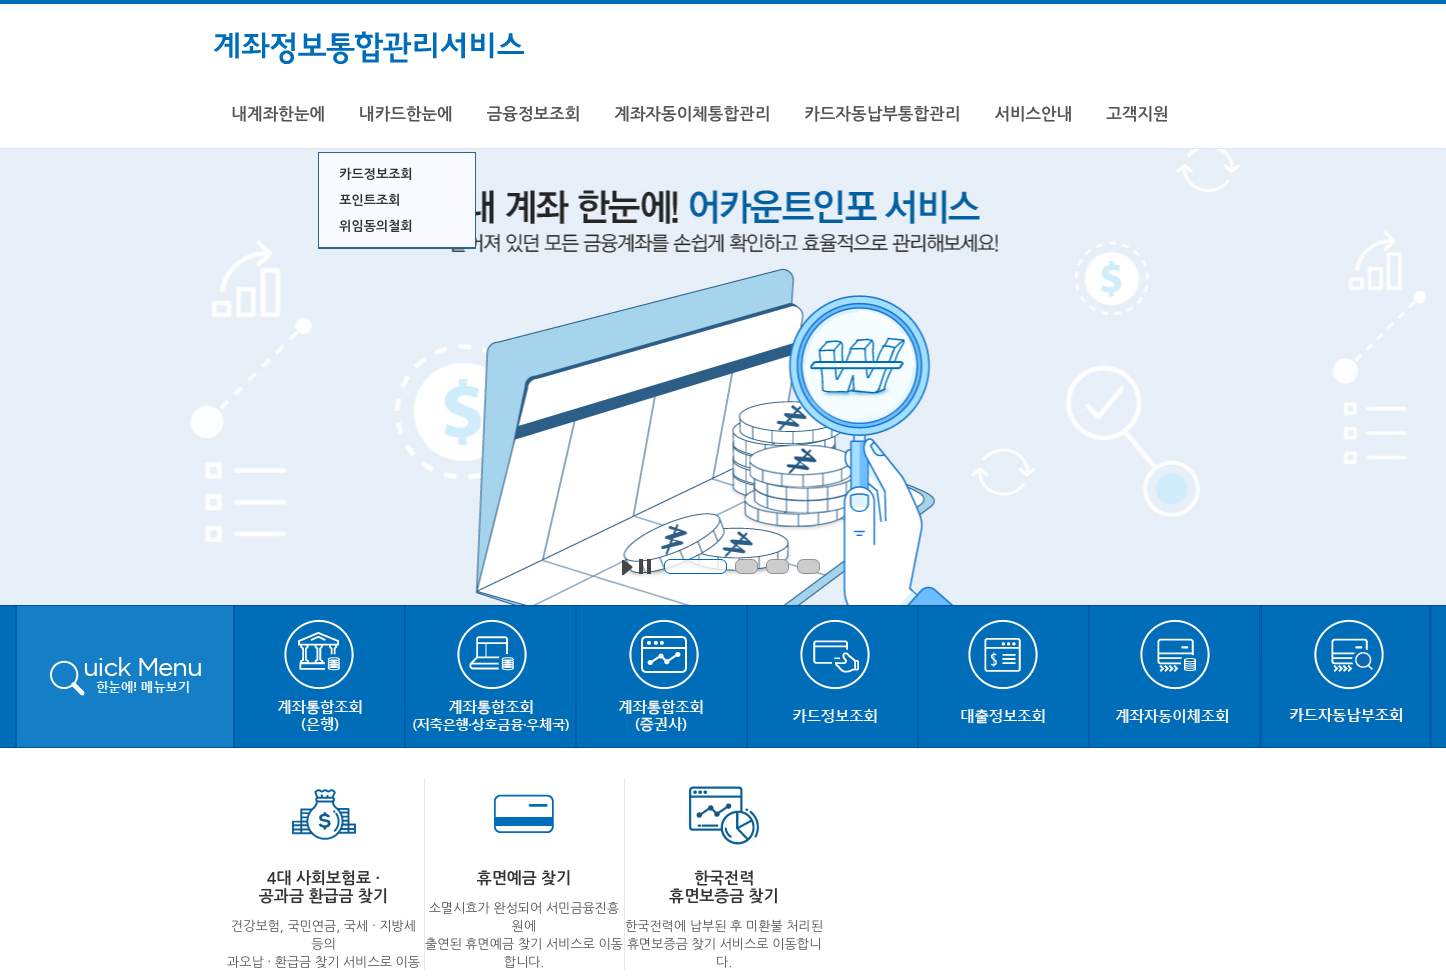 계좌정보통합관리서비스
내계좌한눈에 내카드한눈에 금융정보조회 계좌자동이체통합관리 카드자동납부통합관리 서비스안내 고객지원
카드정보조회
포인트조회
위임동의철회
내 계좌 한눈에! 어카운트인포 서비스
있던 모든 금융계좌를 손쉽게 확인하고 효율적으로 관리해보세요!
uick Menu
한눈에! 메뉴보기
계좌통합조회
(은행)
계좌통합조회
(저축은행·상호금융·우체국)
계좌통합조회
(증권사)
카드정보조회
대출정보조회
계좌자동이체조회
카드자동납부조회
4대 사회보험료 ·
공과금 환급금 찾기
건강보험, 국민연금, 국세 · 지방세
등의
과오납 · 환급금 찾기 서비스로 이동
휴면예금 찾기
소멸시효가 완성되어 서민금융진흥
원에
출연된 휴면예금 찾기 서비스로 이동
합니다.
한국전력
휴면보증금 찾기
한국전력에 납부된 후 미환불 처리된
휴면보증금 찾기 서비스로 이동합니
다.